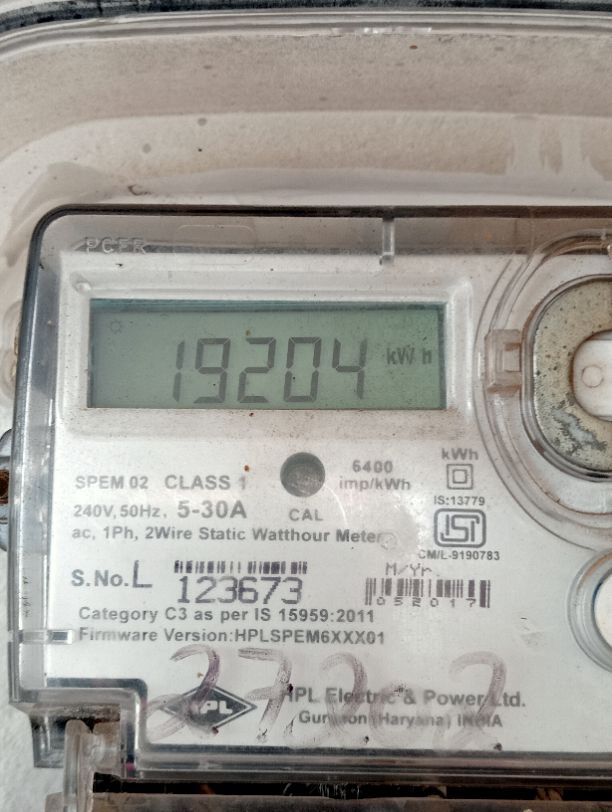 PCFR
19204 kWh
SPEM 02 CLASS 1
6400
imp/kWh
kWh
IS:13779
240V, 50Hz, 5-30A
CAL
ac, 1Ph, 2Wire Static Watthour Meter
ISI
CM/L-9190783
S.No. L 123673
M/Yr.
052017
Category C3 as per IS 15959:2011
Firmware Version:HPLSPEM6XXX01
HPL
HPL Electric & Power Ltd.
Gurgaon (Haryana) INDIA